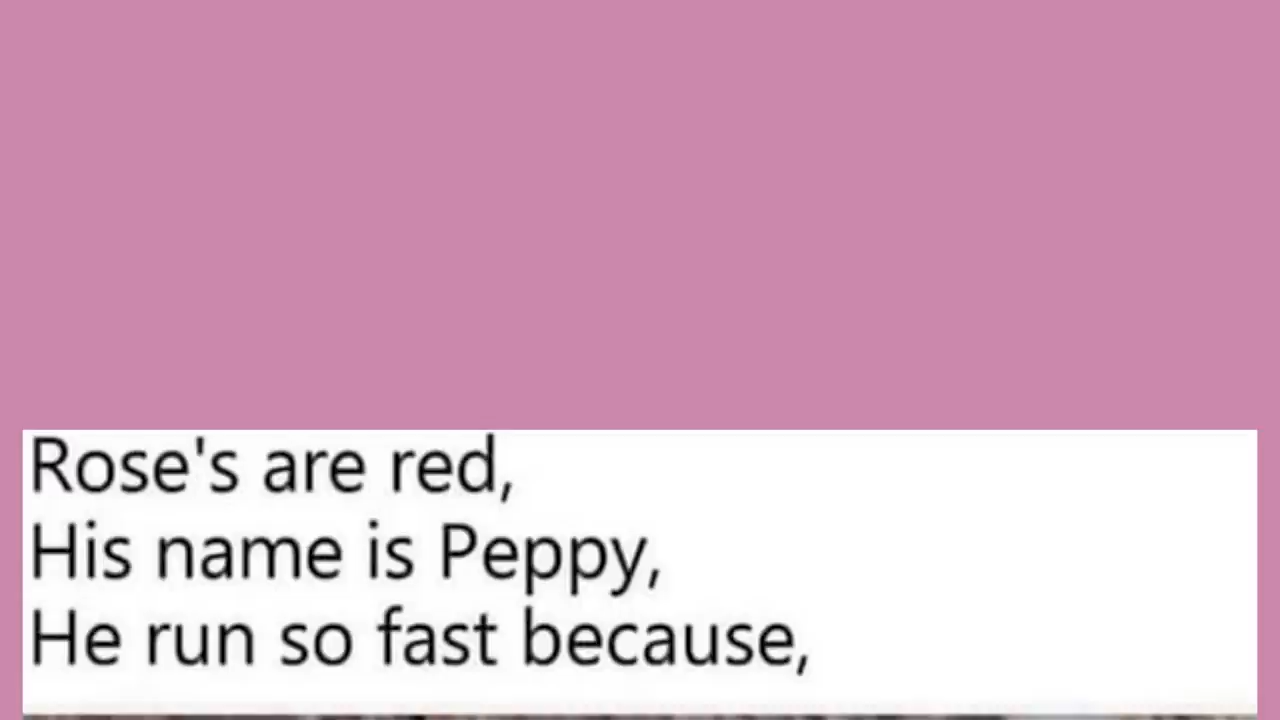 Rose's are red,
His name is Peppy,
He run so fast because,